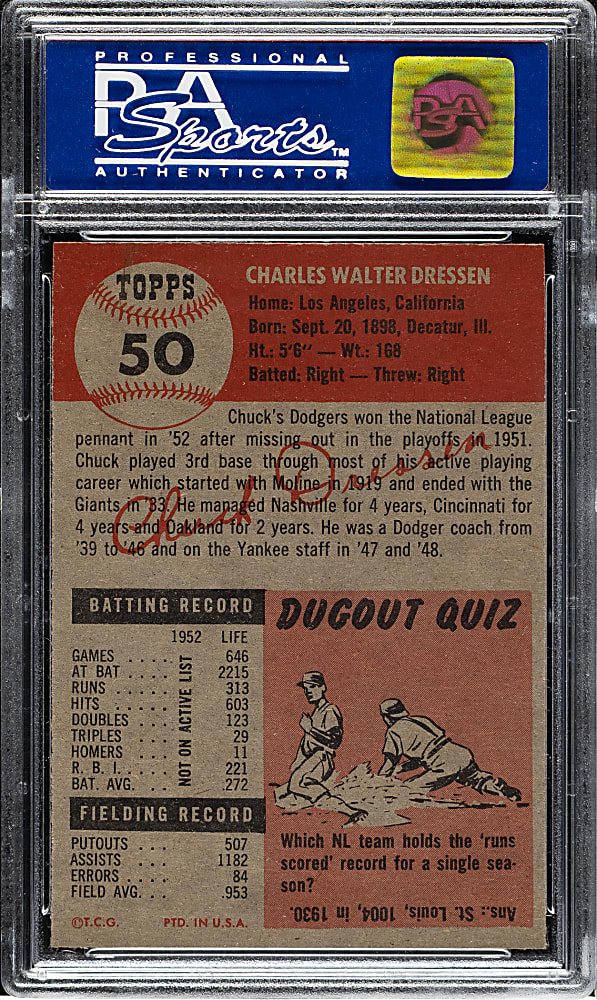 PROFESSIONAL
PSA
Sports™
AUTHENTICATOR
PSA
TOPPS
50
CHARLES WALTER DRESSEN
Home: Los Angeles, California
Born: Sept. 20, 1898, Decatur, Ill.
Ht.: 5'6" — Wt.: 168
Batted: Right — Threw: Right
Chuck's Dodgers won the National League
pennant in '52 after missing out in the playoffs in 1951.
Chuck played 3rd base through most of his active playing
career which started with Moline in 1919 and ended with the
Giants in '33. He managed Nashville for 4 years, Cincinnati for
4 years and Oakland for 2 years. He was a Dodger coach from
'39 to '46 and on the Yankee staff in '47 and '48.
Chuck Dressen
BATTING RECORD
1952 LIFE
NOT ON ACTIVE LIST
GAMES ..... 646
AT BAT ..... 2215
RUNS ...... 313
HITS ...... 603
DOUBLES .... 123
TRIPLES .... 29
HOMERS .... 11
R. B. I. .... 221
BAT. AVG. ... .272
FIELDING RECORD
PUTOUTS ... 507
ASSISTS ... 1182
ERRORS .... 84
FIELD AVG. ... .953
©T.C.G. PTD. IN U.S.A.
DUGOUT QUIZ
Which NL team holds the 'runs
scored' record for a single sea-
son?
Ans.: St. Louis, 1004, in 1930.